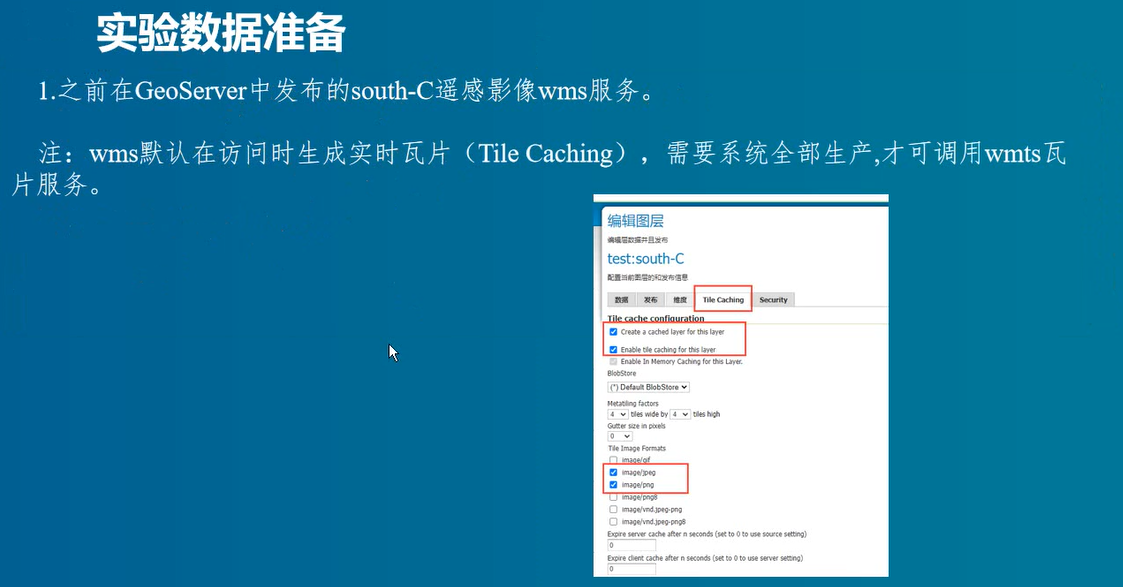 实验数据准备
1.之前在GeoServer中发布的south-C遥感影像wms服务。
注：wms默认在访问时生成实时瓦片（Tile Caching），需要系统全部生产,才可调用wmts瓦
片服务。
编辑图层
编辑层数据并且发布
test:south-C
配置当前图层的和发布信息
数据 发布 维度 Tile Caching Security
Tile cache configuration
Create a cached layer for this layer
Enable tile caching for this layer
Enable In Memory Caching for this Layer.
BlobStore
(*) Default BlobStore
Metatiling factors
4 tiles wide by 4 tiles high
Gutter size in pixels
0
Tile Image Formats
image/gif
image/jpeg
image/png
image/png8
image/vnd.jpeg-png
image/vnd.jpeg-png8
Expire server cache after n seconds (set to 0 to use source setting)
0
Expire client cache after n seconds (set to 0 to use server setting)
0